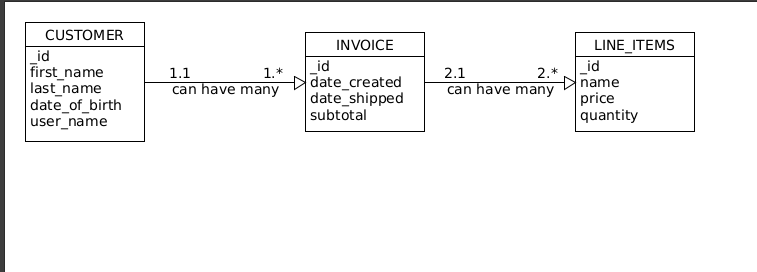 CUSTOMER
_id
first_name
last_name
date_of_birth
user_name
1.1
1.*
can have many
INVOICE
_id
date_created
date_shipped
subtotal
2.1
2.*
can have many
LINE_ITEMS
_id
name
price
quantity